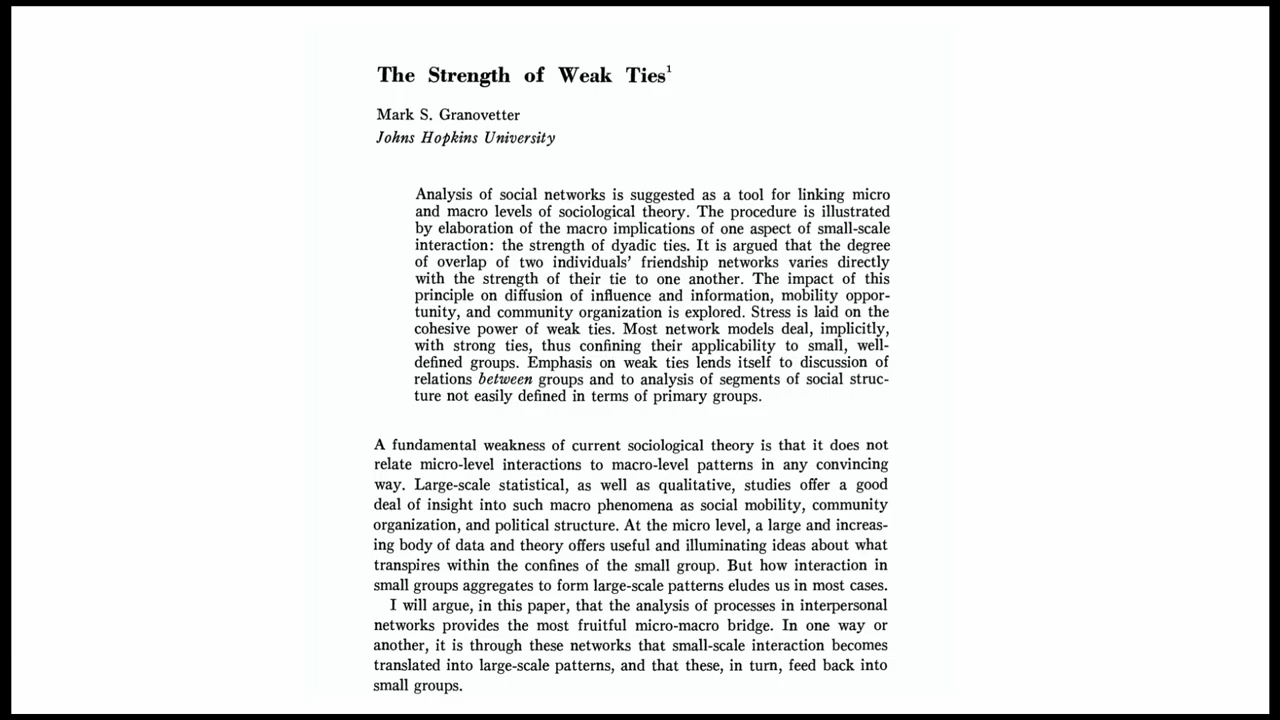 The Strength of Weak Ties¹
Mark S. Granovetter
Johns Hopkins University
Analysis of social networks is suggested as a tool for linking micro
and macro levels of sociological theory. The procedure is illustrated
by elaboration of the macro implications of one aspect of small-scale
interaction: the strength of dyadic ties. It is argued that the degree
of overlap of two individuals' friendship networks varies directly
with the strength of their tie to one another. The impact of this
principle on diffusion of influence and information, mobility oppor-
tunity, and community organization is explored. Stress is laid on the
cohesive power of weak ties. Most network models deal, implicitly,
with strong ties, thus confining their applicability to small, well-
defined groups. Emphasis on weak ties lends itself to discussion of
relations between groups and to analysis of segments of social struc-
ture not easily defined in terms of primary groups.
A fundamental weakness of current sociological theory is that it does not
relate micro-level interactions to macro-level patterns in any convincing
way. Large-scale statistical, as well as qualitative, studies offer a good
deal of insight into such macro phenomena as social mobility, community
organization, and political structure. At the micro level, a large and increas-
ing body of data and theory offers useful and illuminating ideas about what
transpires within the confines of the small group. But how interaction in
small groups aggregates to form large-scale patterns eludes us in most cases.
I will argue, in this paper, that the analysis of processes in interpersonal
networks provides the most fruitful micro-macro bridge. In one way or
another, it is through these networks that small-scale interaction becomes
translated into large-scale patterns, and that these, in turn, feed back into
small groups.